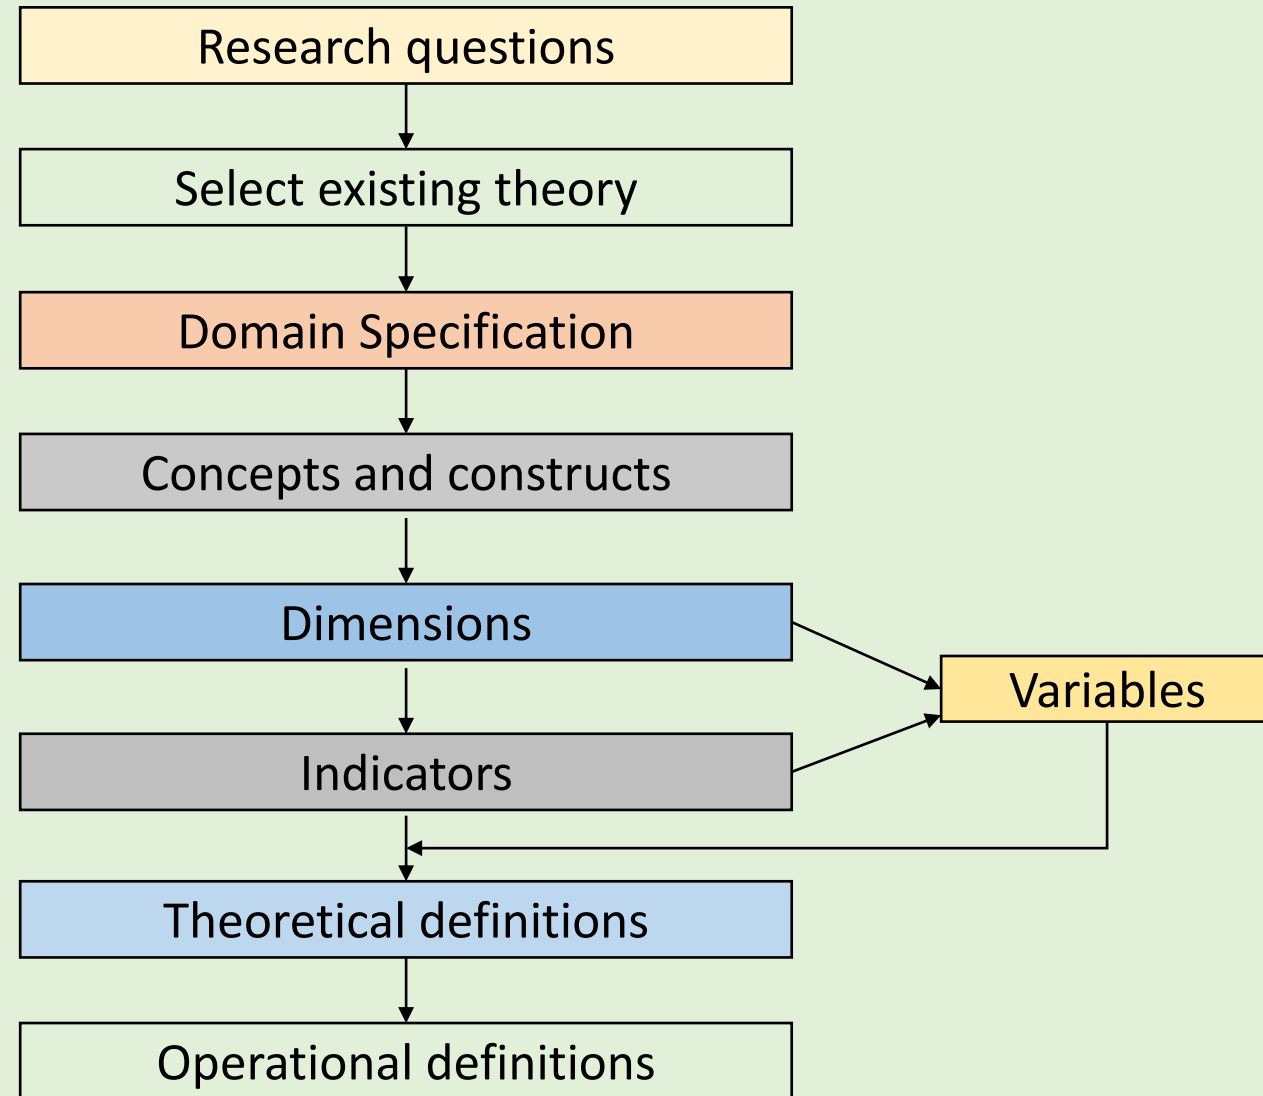 Research questions
Select existing theory
Domain Specification
Concepts and constructs
Dimensions
Variables
Indicators
Theoretical definitions
Operational definitions